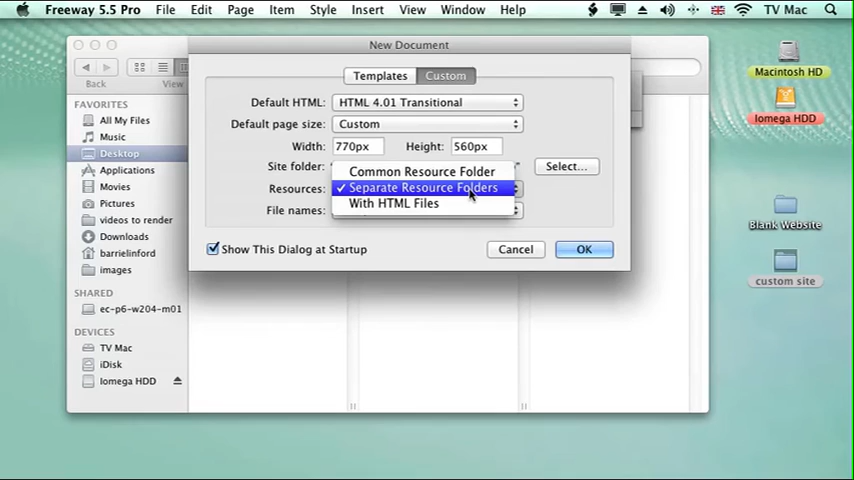 Freeway 5.5 Pro File Edit Page Item Style Insert Freeway Window Help TV Mac
New Document
Macintosh HD
Iomega HDD
Blank Website
custom site
Back View
FAVORITES
All My Files
Music
Desktop
Applications
Movies
Pictures
videos to render
Downloads
barrielinford
images
SHARED
ec-p6-w204-m01
DEVICES
TV Mac
iDisk
Iomega HDD
Templates Custom
Default HTML: HTML 4.01 Transitional
Default page size: Custom
Width: 770px Height: 560px
Site folder: Select...
Common Resource Folder
Resources: Separate Resource Folders
With HTML Files
File names:
Show This Dialog at Startup Cancel OK